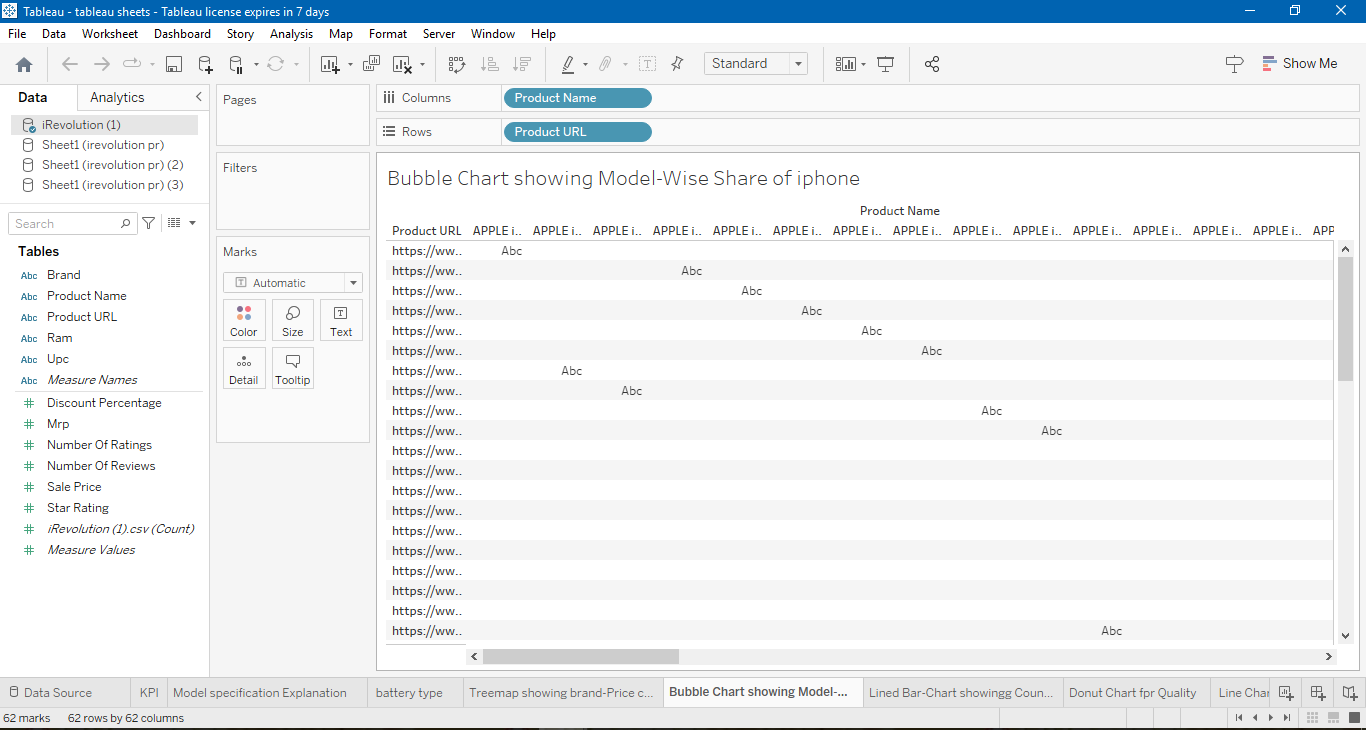 Tableau - tableau sheets - Tableau license expires in 7 days
File Data Worksheet Dashboard Story Analysis Map Format Server Window Help
Standard
Show Me
Data Analytics
iRevolution (1)
Sheet1 (irevolution pr)
Sheet1 (irevolution pr) (2)
Sheet1 (irevolution pr) (3)
Search
Tables
Abc Brand
Abc Product Name
Abc Product URL
Abc Ram
Abc Upc
Abc Measure Names
# Discount Percentage
# Mrp
# Number Of Ratings
# Number Of Reviews
# Sale Price
# Star Rating
# iRevolution (1).csv (Count)
# Measure Values
Pages
Filters
Marks
T Automatic
Color Size Text
Detail Tooltip
Columns Product Name
Rows Product URL
Bubble Chart showing Model-Wise Share of iphone
Product Name
Product URL APPLE i.. APPLE i.. APPLE i.. APPLE i.. APPLE i.. APPLE i.. APPLE i.. APPLE i.. APPLE i.. APPLE i.. APPLE i.. APPLE i.. APPLE i.. APPLE i.. APP
https://ww.. Abc
https://ww.. Abc
https://ww.. Abc
https://ww.. Abc
https://ww.. Abc
https://ww.. Abc
https://ww.. Abc
https://ww.. Abc
https://ww.. Abc
https://ww.. Abc
https://ww..
https://ww..
https://ww..
https://ww..
https://ww..
https://ww..
https://ww..
https://ww..
https://ww..
https://ww.. Abc
Data Source KPI Model specification Explanation battery type Treemap showing brand-Price c... Bubble Chart showing Model-... Lined Bar-Chart showingg Coun... Donut Chart fpr Quality Line Char
62 marks 62 rows by 62 columns